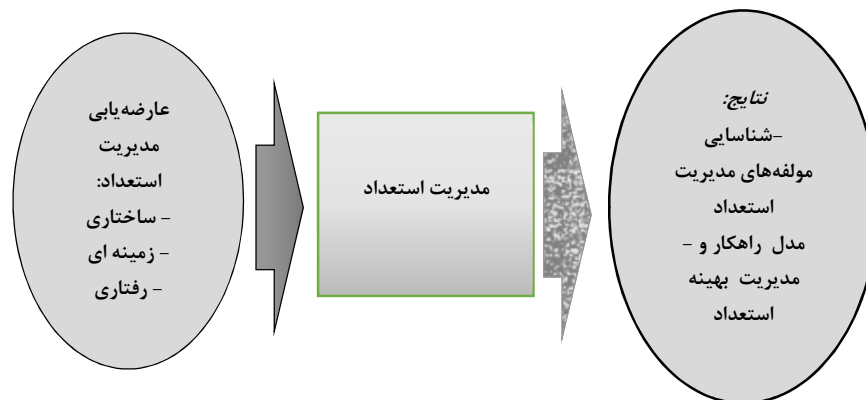 عارضه‌یابی
مدیریت
استعداد:
– ساختاری
– زمینه ای
– رفتاری
مدیریت استعداد
نتایج:
–شناسایی
مولفه‌های مدیریت
استعداد
مدل راهکار و –
مدیریت بهینه
استعداد